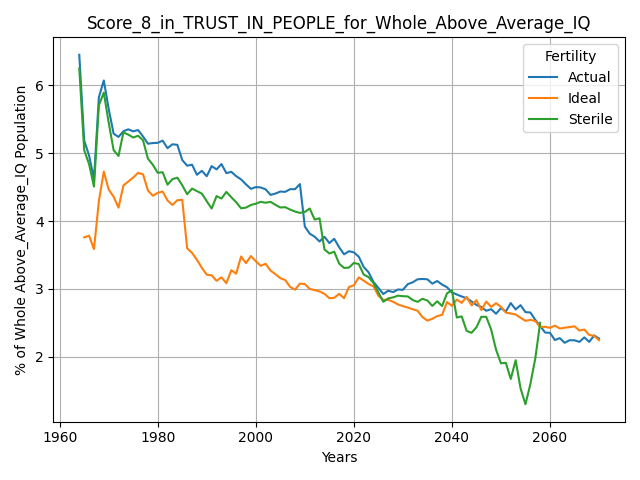 Score_8_in_TRUST_IN_PEOPLE_for_Whole_Above_Average_IQ
Fertility
Actual
Ideal
Sterile
% of Whole Above_Average_IQ Population
6
5
4
3
2
1960
1980
2000
2020
2040
2060
Years